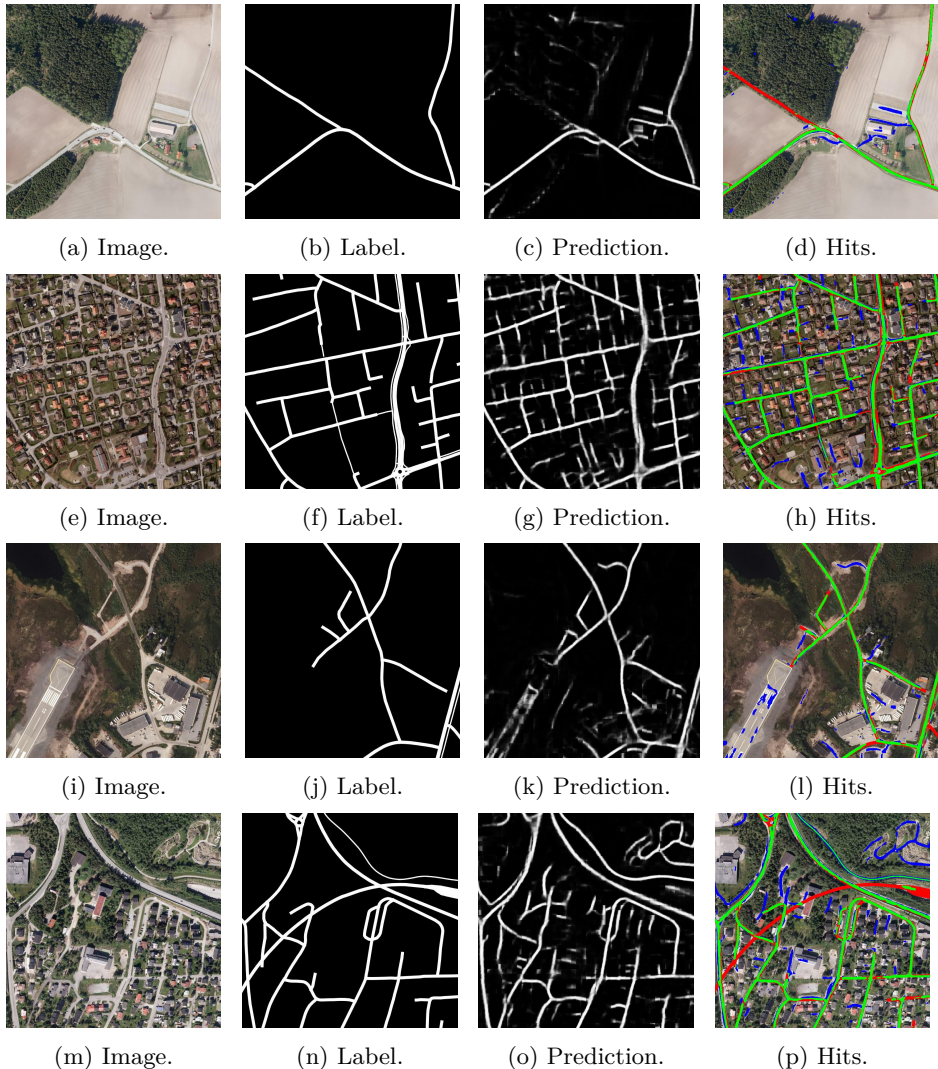 (a) Image. (b) Label. (c) Prediction. (d) Hits.
(e) Image. (f) Label. (g) Prediction. (h) Hits.
(i) Image. (j) Label. (k) Prediction. (l) Hits.
(m) Image. (n) Label. (o) Prediction. (p) Hits.